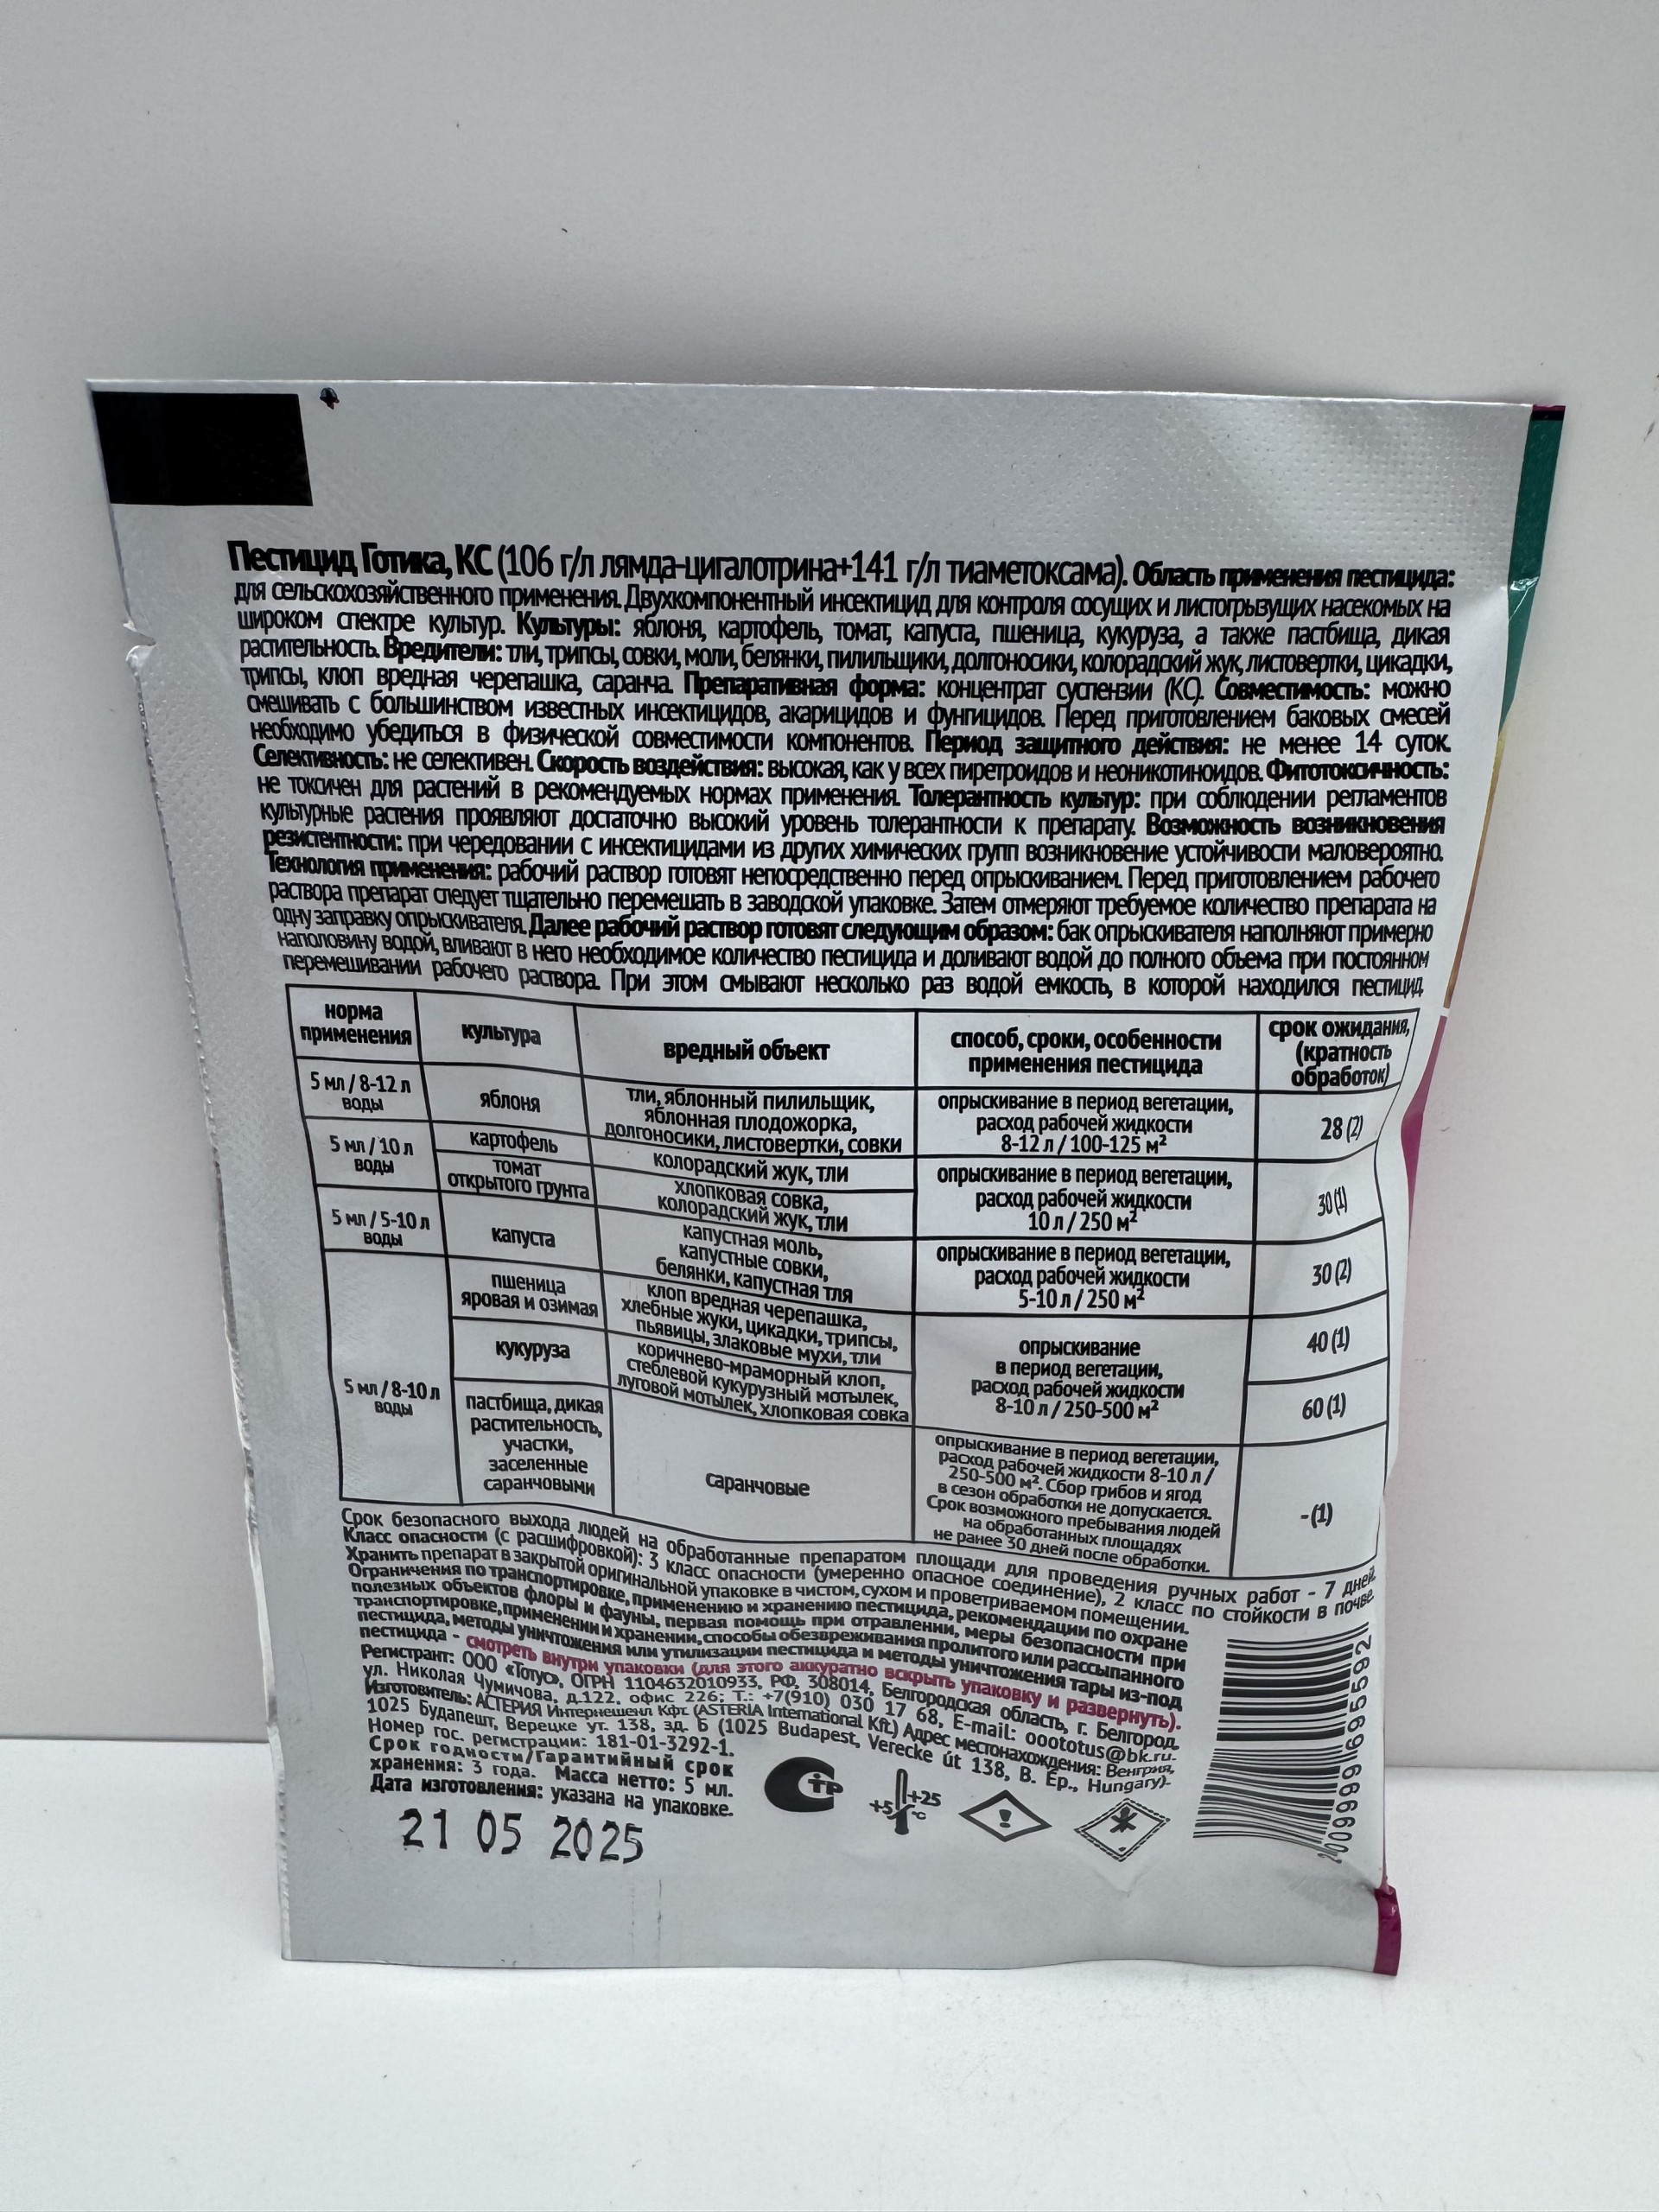 Пестицид Готика, КС (106 г/л лямда-цигалотрина+141 г/л тиаметоксама). Область применения пестицида:
для сельскохозяйственного применения. Двухкомпонентный инсектицид для контроля сосущих и листогрызущих насекомых на
широком спектре культур. Культуры: яблоня, картофель, томат, капуста, пшеница, кукуруза, а также пастбища, дикая
растительность. Вредители: тли, трипсы, совки, моли, белянки, пилильщики, долгоносики, колорадский жук, листовертки, цикадки,
трипсы, клоп вредная черепашка, саранча. Препаративная форма: концентрат суспензии (КС). Совместимость: можно
смешивать с большинством известных инсектицидов, акарицидов и фунгицидов. Перед приготовлением баковых смесей
необходимо убедиться в физической совместимости компонентов. Период защитного действия: не менее 14 суток.
Селективность: не селективен. Скорость воздействия: высокая, как у всех пиретроидов и неоникотиноидов. Фитотоксичность:
не токсичен для растений в рекомендуемых нормах применения. Толерантность культур: при соблюдении регламентов
культурные растения проявляют достаточно высокий уровень толерантности к препарату. Возможность возникновения
резистентности: при чередовании с инсектицидами из других химических групп возникновение устойчивости маловероятно.
Технология применения: рабочий раствор готовят непосредственно перед опрыскиванием. Перед приготовлением рабочего
раствора препарат следует тщательно перемешать в заводской упаковке. Затем отмеряют требуемое количество препарата на
одну заправку опрыскивателя. Далее рабочий раствор готовят следующим образом: бак опрыскивателя наполняют примерно
наполовину водой, вливают в него необходимое количество пестицида и доливают водой до полного объема при постоянном
перемешивании рабочего раствора. При этом смывают несколько раз водой емкость, в которой находился пестицид.
норма
применения
культура
вредный объект
способ, сроки, особенности
применения пестицида
срок ожидания,
(кратность
обработок)
5 мл / 8-12 л
воды
яблоня
тли, яблонный пилильщик,
яблонная плодожорка,
долгоносики, листовертки, совки
опрыскивание в период вегетации,
расход рабочей жидкости
8-12 л / 100-125 м²
28 (2)
5 мл / 10 л
воды
картофель
колорадский жук, тли
томат
открытого грунта
хлопковая совка,
колорадский жук, тли
опрыскивание в период вегетации,
расход рабочей жидкости
10 л / 250 м²
30 (1)
5 мл / 5-10 л
воды
капуста
капустная моль,
капустные совки,
белянки, капустная тля
опрыскивание в период вегетации,
расход рабочей жидкости
5-10 л / 250 м²
30 (2)
5 мл / 8-10 л
воды
пшеница
яровая и озимая
клоп вредная черепашка,
хлебные жуки, цикадки, трипсы,
пьявицы, злаковые мухи, тли
опрыскивание
в период вегетации,
расход рабочей жидкости
8-10 л / 250-500 м²
40 (1)
кукуруза
коричнево-мраморный клоп,
стеблевой кукурузный мотылек,
луговой мотылек, хлопковая совка
60 (1)
пастбища, дикая
растительность,
участки,
заселенные
саранчовыми
саранчовые
опрыскивание в период вегетации,
расход рабочей жидкости 8-10 л /
250-500 м². Сбор грибов и ягод
в сезон обработки не допускается.
Срок возможного пребывания людей
на обработанных площадях
не ранее 30 дней после обработки.
- (1)
Срок безопасного выхода людей на обработанные препаратом площади для проведения ручных работ - 7 дней.
Класс опасности (с расшифровкой): 3 класс опасности (умеренно опасное соединение), 2 класс по стойкости в почве.
Хранить препарат в закрытой оригинальной упаковке в чистом, сухом и проветриваемом помещении.
Ограничения по транспортировке, применению и хранению пестицида, рекомендации по охране
полезных объектов флоры и фауны, первая помощь при отравлении, меры безопасности при
транспортировке, применении и хранении, способы обезвреживания пролитого или рассыпанного
пестицида, методы уничтожения или утилизации пестицида и методы уничтожения тары из-под
пестицида - смотреть внутри упаковки (для этого аккуратно вскрыть упаковку и развернуть).
Регистрант: ООО «Тотус», ОГРН 1104632010933, РФ, 308014, Белгородская область, г. Белгород,
ул. Николая Чумичова, д.122, офис 226; Т.: +7(910) 030 17 68, E-mail: ooototus@bk.ru.
Изготовитель: АСТЕРИЯ Интернешенл Кфт. (ASTERIA International Kft.) Адрес местонахождения: Венгрия,
1025 Будапешт, Верецке ут. 138, зд. Б (1025 Budapest, Verecke út 138, B. Ép., Hungary).
Номер гос. регистрации: 181-01-3292-1.
Срок годности/Гарантийный срок
хранения: 3 года. Масса нетто: 5 мл.
Дата изготовления: указана на упаковке.
21 05 2025
СТР
+5 +25
°C